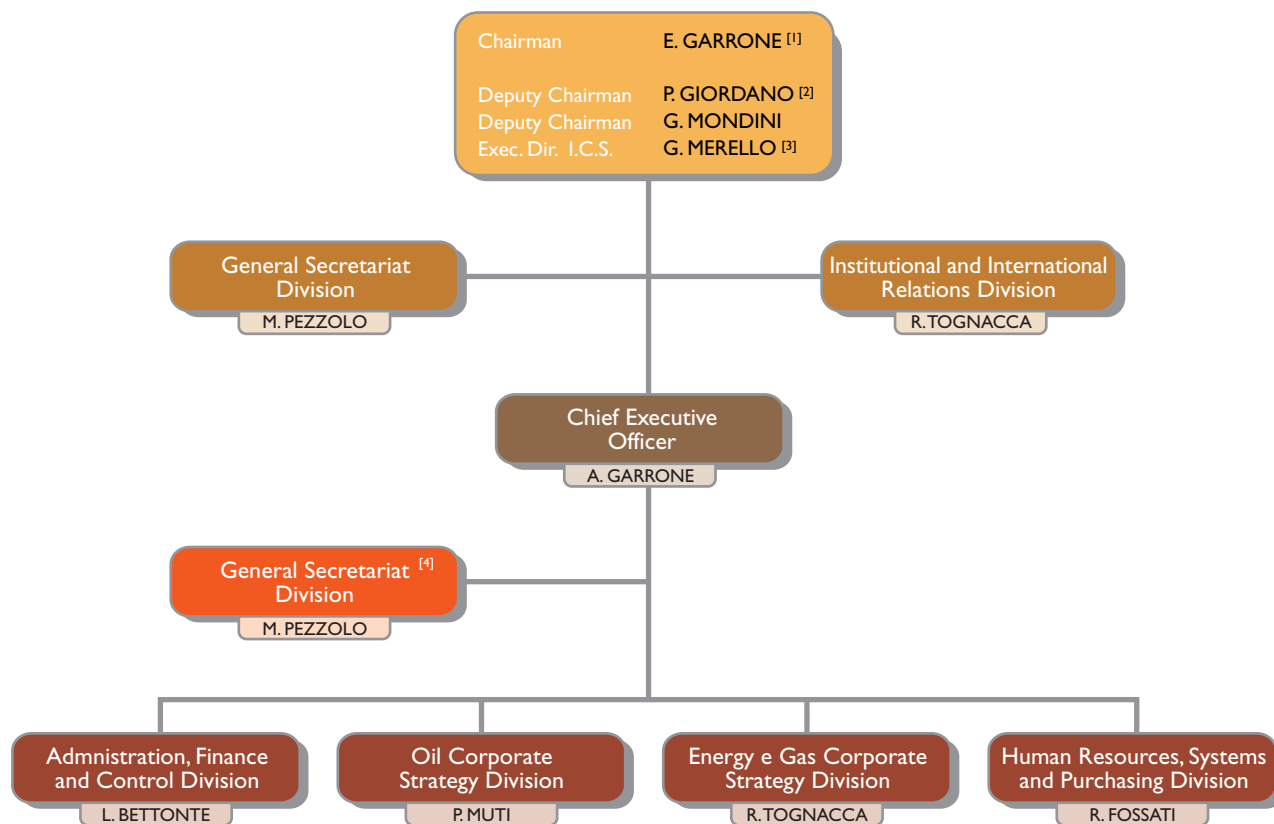 Chairman E. GARRONE [1]
Deputy Chairman P. GIORDANO [2]
Deputy Chairman G. MONDINI
Exec. Dir. I.C.S. G. MERELLO [3]
General Secretariat
Division
M. PEZZOLO
Institutional and International
Relations Division
R. TOGNACCA
Chief Executive
Officer
A. GARRONE
General Secretariat [4]
Division
M. PEZZOLO
Admnistration, Finance
and Control Division
L. BETTONTE
Oil Corporate
Strategy Division
P. MUTI
Energy e Gas Corporate
Strategy Division
R. TOGNACCA
Human Resources, Systems
and Purchasing Division
R. FOSSATI